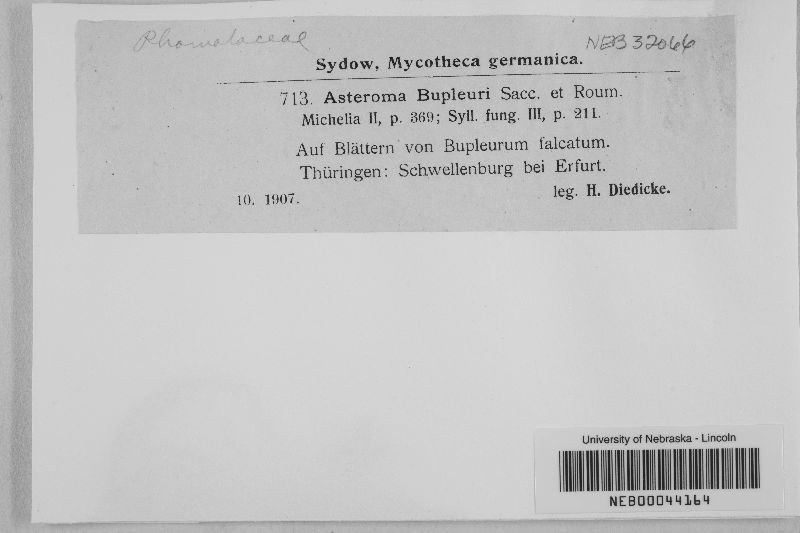 Phomataceae NEB 32066
Sydow, Mycotheca germanica.
713. Asteroma Bupleuri Sacc. et Roum.
Michelia II, p. 369; Syll. fung. III, p. 211.
Auf Blättern von Bupleurum falcatum.
Thüringen: Schwellenburg bei Erfurt.
10. 1907. leg. H. Diedicke.
University of Nebraska - Lincoln
NEB00044164